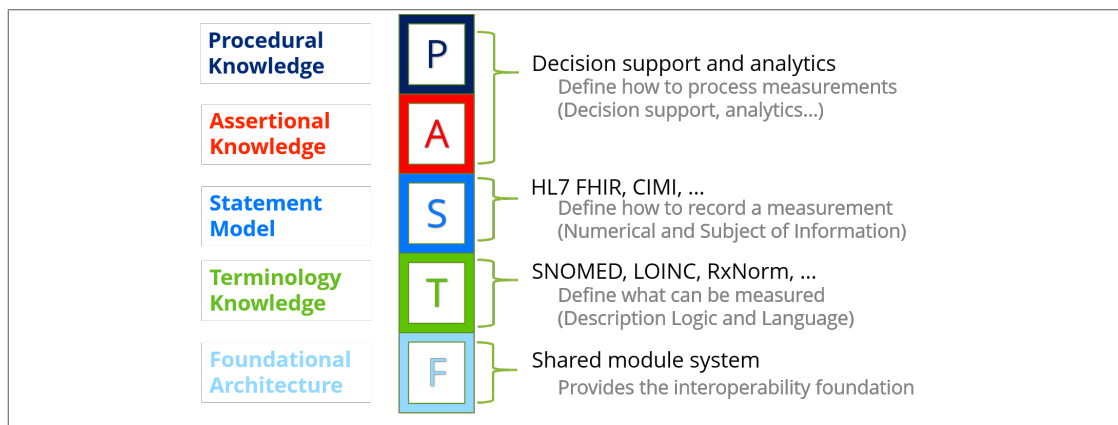 Procedural
Knowledge
P
Decision support and analytics
Define how to process measurements
(Decision support, analytics...)
Assertional
Knowledge
A
Statement
Model
S
HL7 FHIR, CIMI, ...
Define how to record a measurement
(Numerical and Subject of Information)
Terminology
Knowledge
T
SNOMED, LOINC, RxNorm, ...
Define what can be measured
(Description Logic and Language)
Foundational
Architecture
F
Shared module system
Provides the interoperability foundation